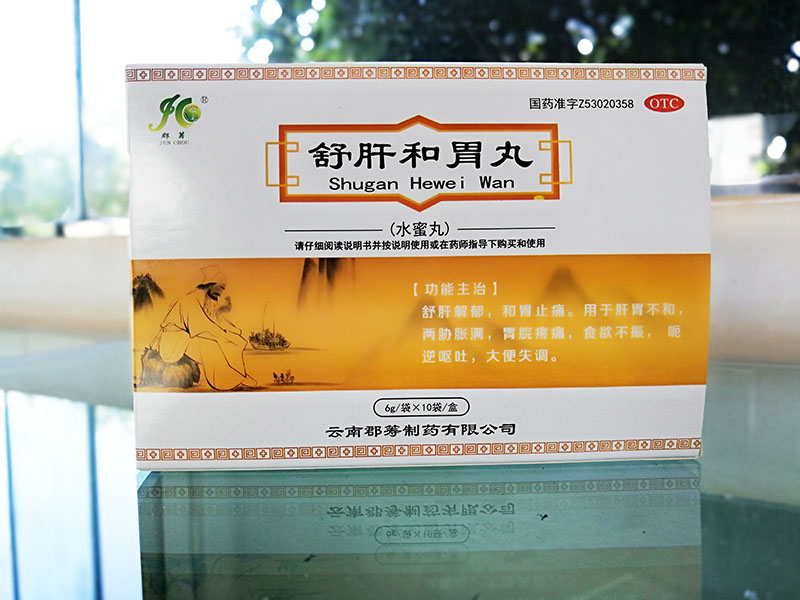 国药准字Z53020358 OTC
JC®
郡筹
JUN CHOU
舒肝和胃丸
Shugan Hewei Wan
(水蜜丸)
请仔细阅读说明书并按说明使用或在药师指导下购买和使用
【功能主治】
舒肝解郁，和胃止痛。用于肝胃不和，
两胁胀满，胃脘疼痛，食欲不振，呃
逆呕吐，大便失调。
6g/袋×10袋/盒
云南郡筹制药有限公司